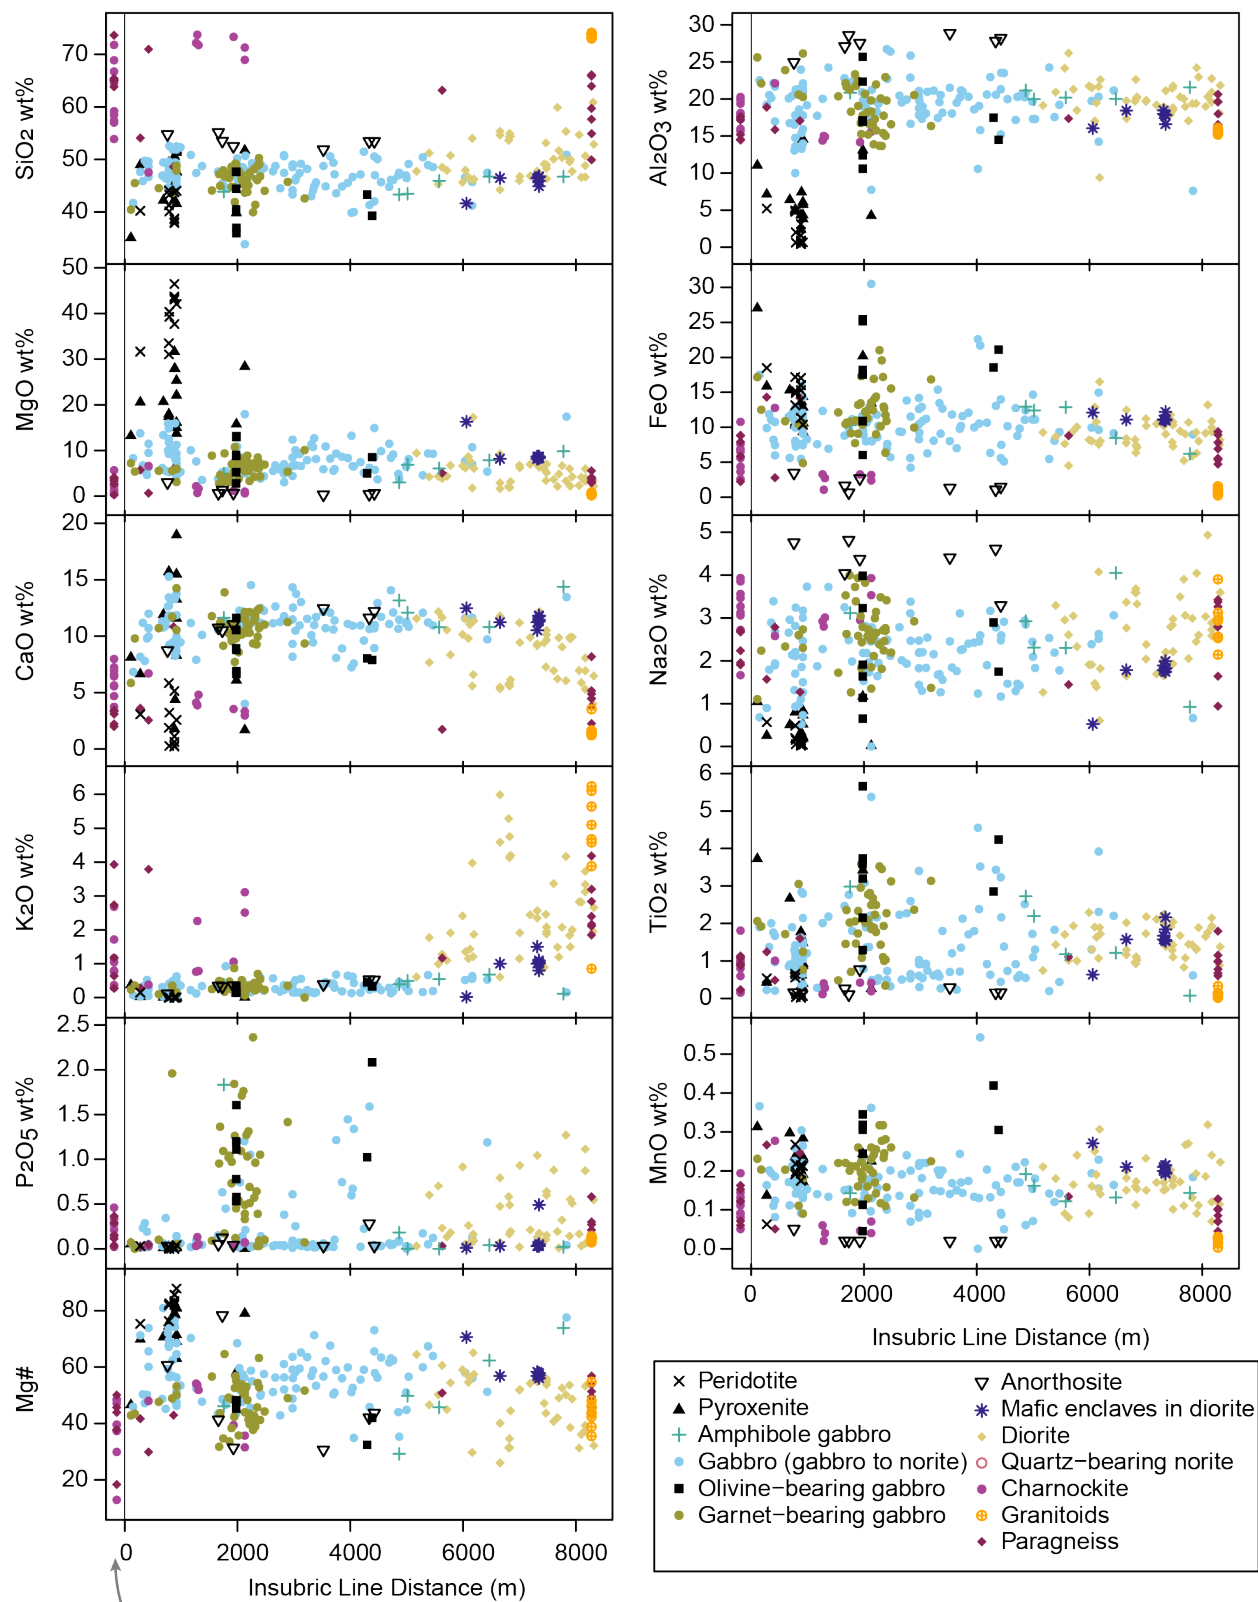 SiO2 wt%
70
60
50
40
MgO wt%
50
40
30
20
10
0
CaO wt%
20
15
10
5
0
K2O wt%
6
5
4
3
2
1
0
P2O5 wt%
2.5
2.0
1.5
1.0
0.5
0.0
Mg#
80
60
40
20
0 2000 4000 6000 8000
Insubric Line Distance (m)
Al2O3 wt%
30
25
20
15
10
5
0
FeO wt%
30
25
20
15
10
5
0
Na2O wt%
5
4
3
2
1
0
TiO2 wt%
6
5
4
3
2
1
0
MnO wt%
0.5
0.4
0.3
0.2
0.1
0.0
0 2000 4000 6000 8000
Insubric Line Distance (m)
Peridotite
Pyroxenite
Amphibole gabbro
Gabbro (gabbro to norite)
Olivine−bearing gabbro
Garnet−bearing gabbro
Anorthosite
Mafic enclaves in diorite
Diorite
Quartz−bearing norite
Charnockite
Granitoids
Paragneiss